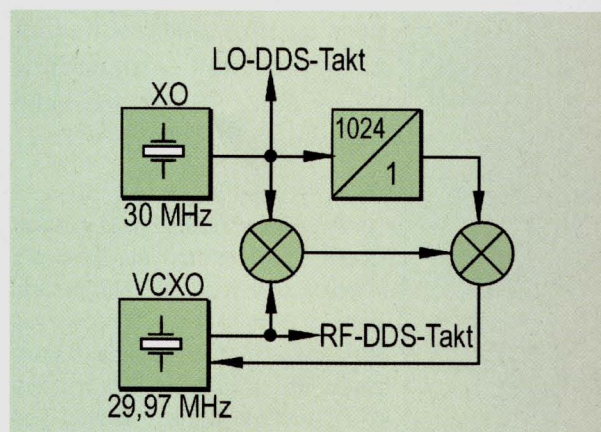 LO-DDS-Takt
XO
1024
1
30 MHz
VCXO
RF-DDS-Takt
29,97 MHz